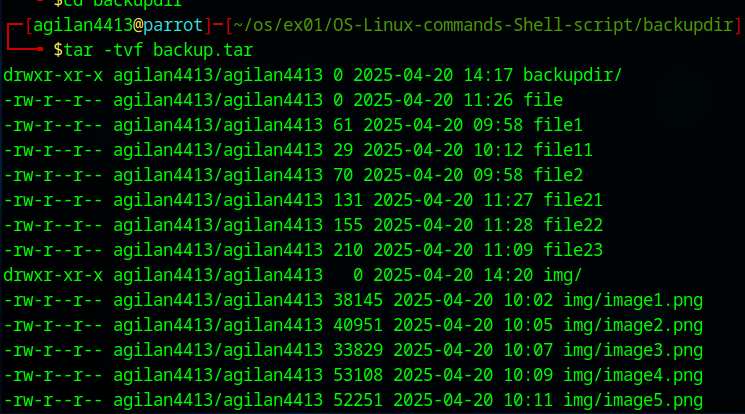 $cd backupdir
┌─[agilan4413@parrot]─[~/os/ex01/OS-Linux-commands-Shell-script/backupdir]
└──╼ $tar -tvf backup.tar
drwxr-xr-x agilan4413/agilan4413 0 2025-04-20 14:17 backupdir/
-rw-r--r-- agilan4413/agilan4413 0 2025-04-20 11:26 file
-rw-r--r-- agilan4413/agilan4413 61 2025-04-20 09:58 file1
-rw-r--r-- agilan4413/agilan4413 29 2025-04-20 10:12 file11
-rw-r--r-- agilan4413/agilan4413 70 2025-04-20 09:58 file2
-rw-r--r-- agilan4413/agilan4413 131 2025-04-20 11:27 file21
-rw-r--r-- agilan4413/agilan4413 155 2025-04-20 11:28 file22
-rw-r--r-- agilan4413/agilan4413 210 2025-04-20 11:09 file23
drwxr-xr-x agilan4413/agilan4413   0 2025-04-20 14:20 img/
-rw-r--r-- agilan4413/agilan4413 38145 2025-04-20 10:02 img/image1.png
-rw-r--r-- agilan4413/agilan4413 40951 2025-04-20 10:05 img/image2.png
-rw-r--r-- agilan4413/agilan4413 33829 2025-04-20 10:07 img/image3.png
-rw-r--r-- agilan4413/agilan4413 53108 2025-04-20 10:09 img/image4.png
-rw-r--r-- agilan4413/agilan4413 52251 2025-04-20 10:11 img/image5.png